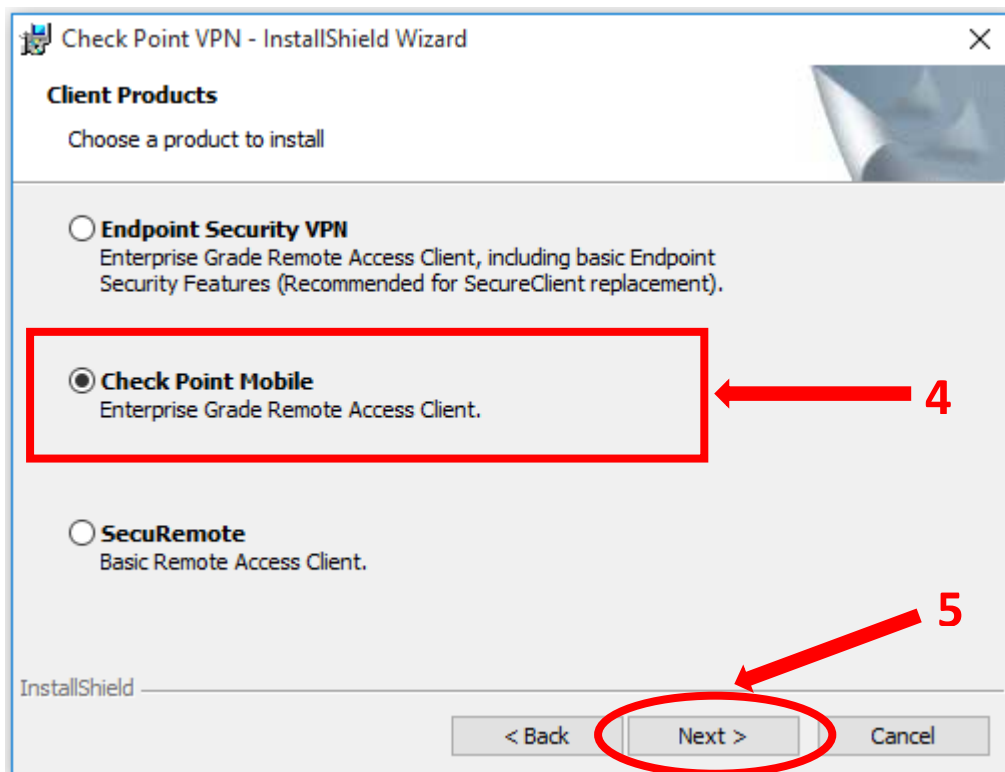 Check Point VPN - InstallShield Wizard
Client Products
Choose a product to install
Endpoint Security VPN
Enterprise Grade Remote Access Client, including basic Endpoint
Security Features (Recommended for SecureClient replacement).
Check Point Mobile
Enterprise Grade Remote Access Client.
4
SecuRemote
Basic Remote Access Client.
5
InstallShield
< Back
Next >
Cancel